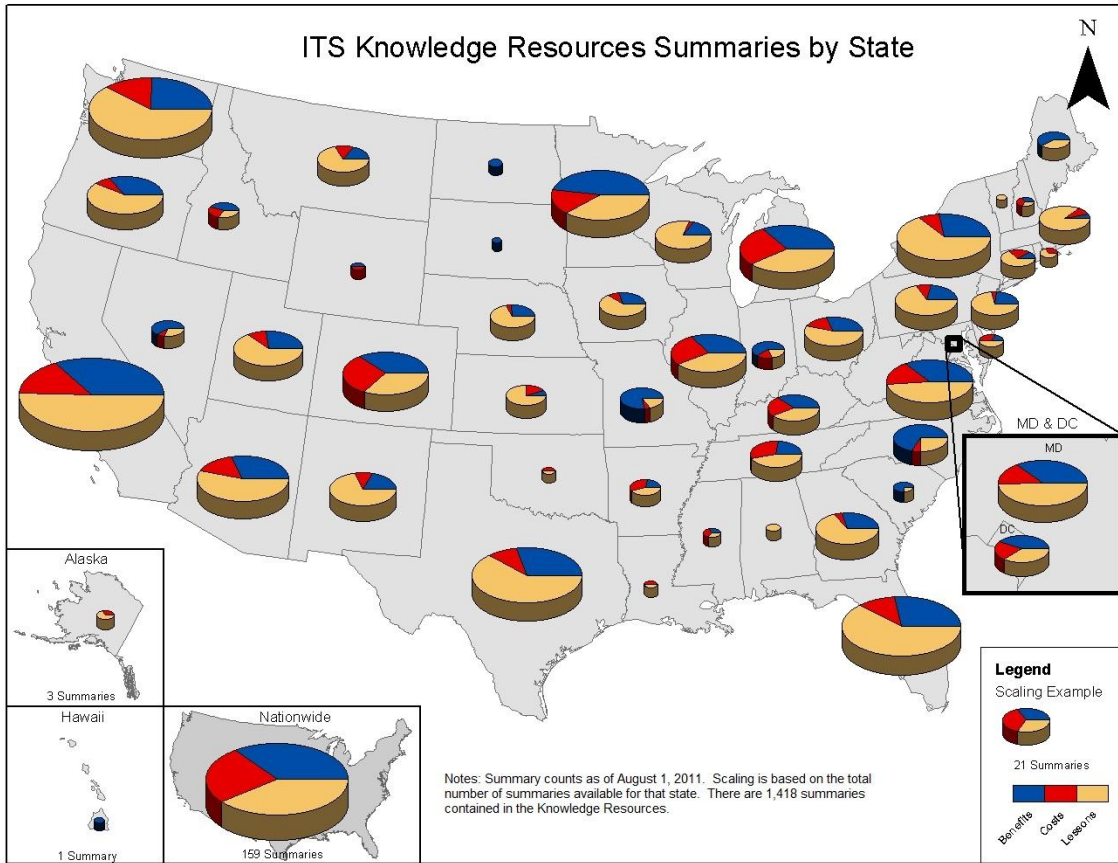 ITS Knowledge Resources Summaries by State
N
MD & DC
MD
DC
Alaska
3 Summaries
Hawaii
1 Summary
Nationwide
159 Summaries
Notes: Summary counts as of August 1, 2011. Scaling is based on the total
number of summaries available for that state. There are 1,418 summaries
contained in the Knowledge Resources.
Legend
Scaling Example
21 Summaries
Benefits
Costs
Lessons